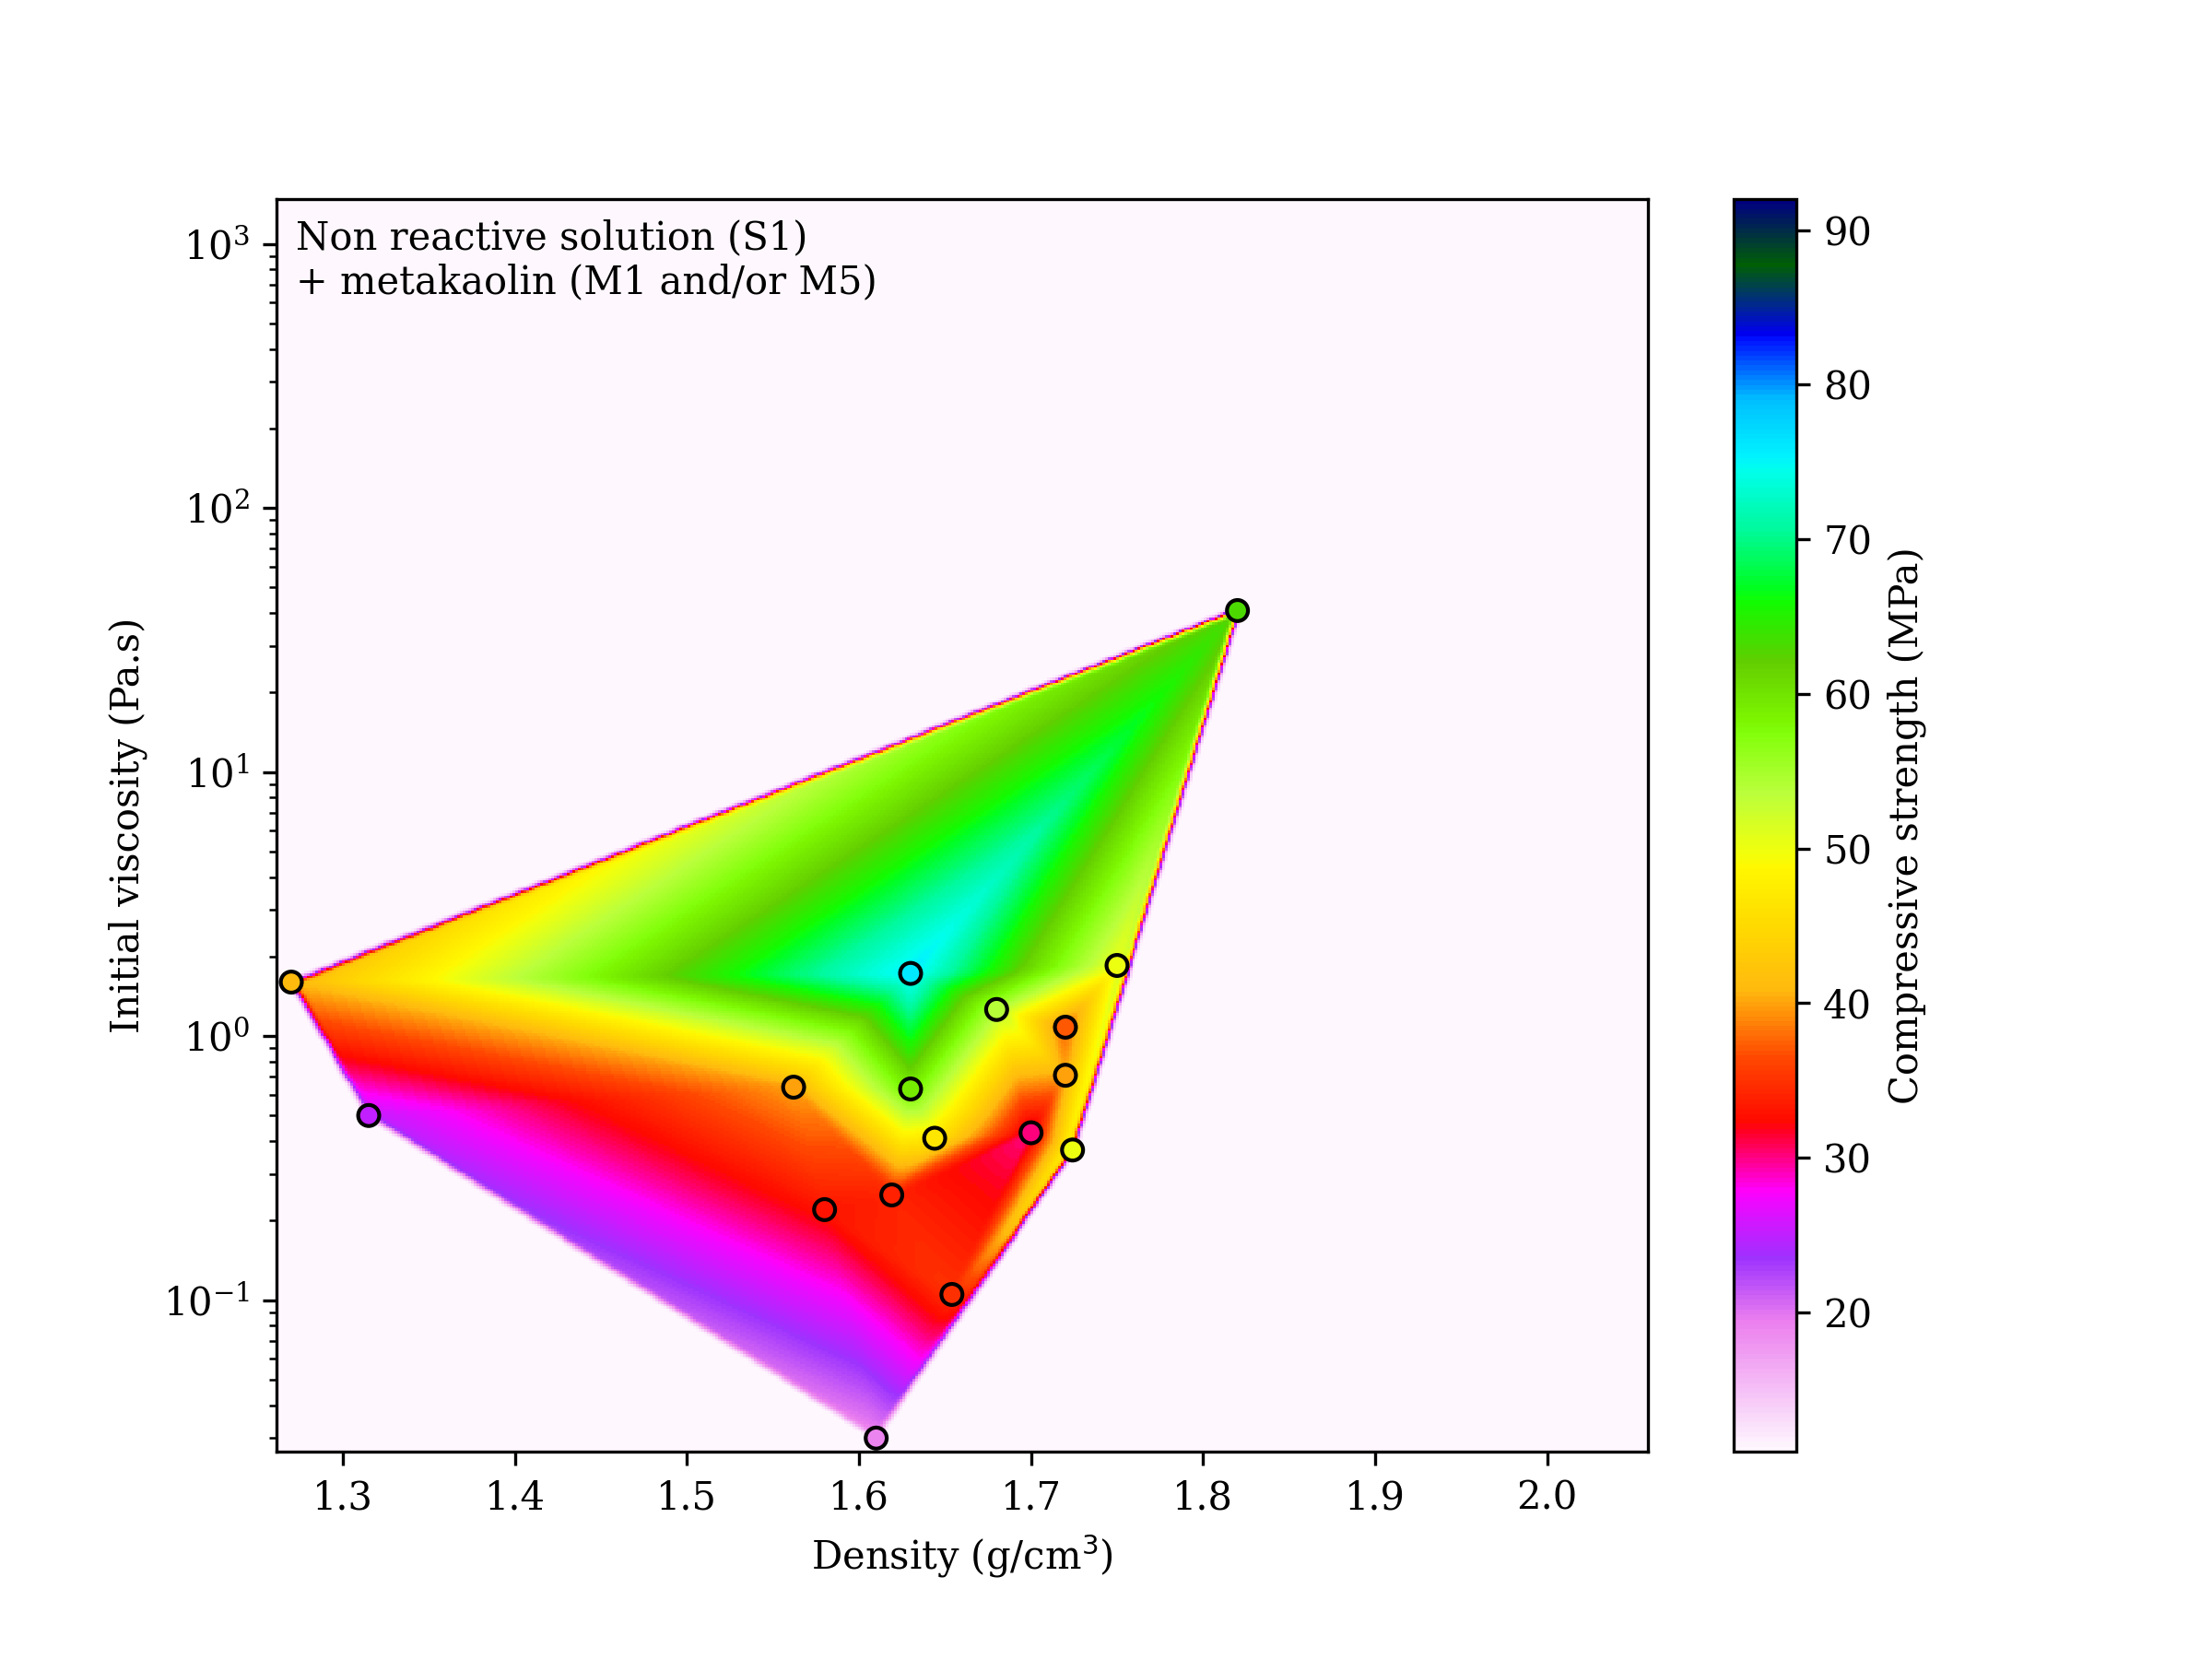 Non reactive solution (S1)
+ metakaolin (M1 and/or M5)
Initial viscosity (Pa.s)
10³
10²
10¹
10⁰
10⁻¹
1.3 1.4 1.5 1.6 1.7 1.8 1.9 2.0
Density (g/cm³)
90
80
70
60
50
40
30
20
Compressive strength (MPa)